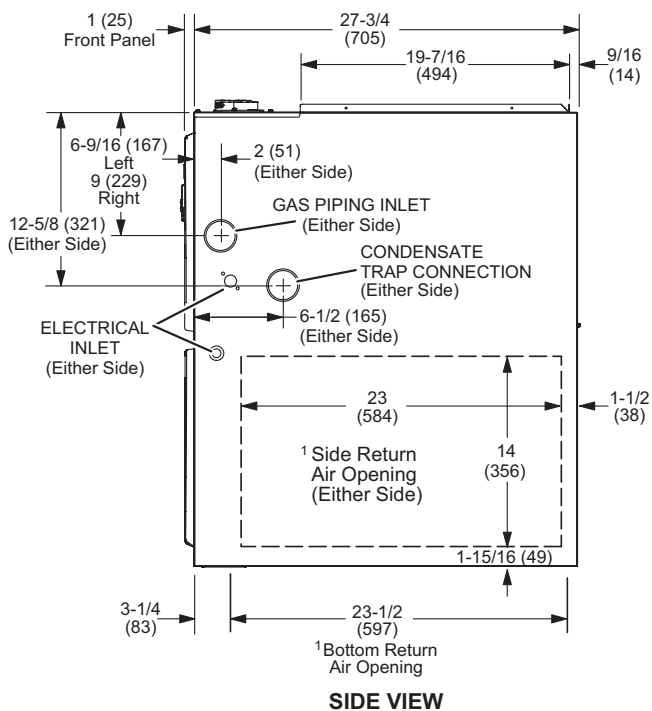 1 (25)
Front Panel
27-3/4
(705)
19-7/16
(494)
9/16
(14)
6-9/16 (167)
Left
9 (229)
Right
2 (51)
(Either Side)
12-5/8 (321)
(Either Side)
GAS PIPING INLET
(Either Side)
CONDENSATE
TRAP CONNECTION
(Either Side)
6-1/2 (165)
(Either Side)
ELECTRICAL
INLET
(Either Side)
23
(584)
1-1/2
(38)
14
(356)
1 Side Return
Air Opening
(Either Side)
1-15/16 (49)
3-1/4
(83)
23-1/2
(597)
1 Bottom Return
Air Opening
SIDE VIEW